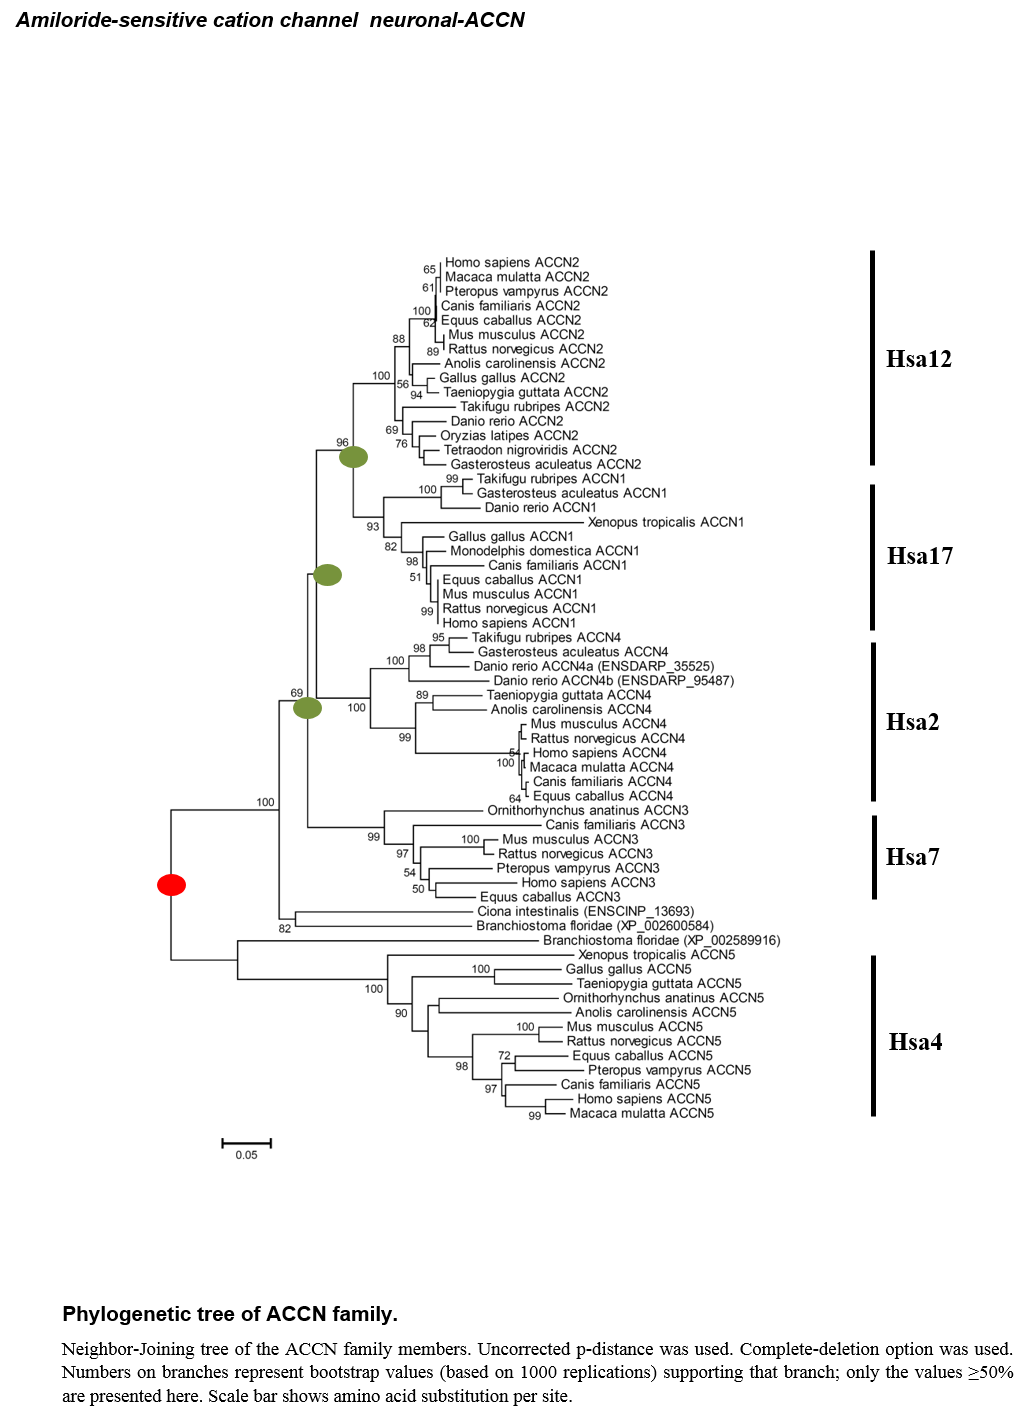 Amiloride-sensitive cation channel  neuronal-ACCN
Homo sapiens ACCN2
65
Macaca mulatta ACCN2
61
Pteropus vampyrus ACCN2
Canis familiaris ACCN2
100
Equus caballus ACCN2
62
Mus musculus ACCN2
88
Rattus norvegicus ACCN2
89
Anolis carolinensis ACCN2
Hsa12
100
Gallus gallus ACCN2
56
Taeniopygia guttata ACCN2
94
Takifugu rubripes ACCN2
Danio rerio ACCN2
69
Oryzias latipes ACCN2
96
76
Tetraodon nigroviridis ACCN2
Gasterosteus aculeatus ACCN2
Takifugu rubripes ACCN1
99
100
Gasterosteus aculeatus ACCN1
Danio rerio ACCN1
93
Xenopus tropicalis ACCN1
Gallus gallus ACCN1
82
Monodelphis domestica ACCN1
Hsa17
98
Canis familiaris ACCN1
51
Equus caballus ACCN1
Mus musculus ACCN1
Rattus norvegicus ACCN1
99
Homo sapiens ACCN1
Takifugu rubripes ACCN4
95
98
Gasterosteus aculeatus ACCN4
100
Danio rerio ACCN4a (ENSDARP_35525)
Danio rerio ACCN4b (ENSDARP_95487)
69
89
Taeniopygia guttata ACCN4
100
Anolis carolinensis ACCN4
Mus musculus ACCN4
Hsa2
99
Rattus norvegicus ACCN4
54
Homo sapiens ACCN4
100
Macaca mulatta ACCN4
Canis familiaris ACCN4
64
Equus caballus ACCN4
100
Ornithorhynchus anatinus ACCN3
Canis familiaris ACCN3
99
100
Mus musculus ACCN3
97
Rattus norvegicus ACCN3
Hsa7
54
Pteropus vampyrus ACCN3
50
Homo sapiens ACCN3
Equus caballus ACCN3
Ciona intestinalis (ENSCINP_13693)
82
Branchiostoma floridae (XP_002600584)
Branchiostoma floridae (XP_002589916)
Xenopus tropicalis ACCN5
100
Gallus gallus ACCN5
100
Taeniopygia guttata ACCN5
Ornithorhynchus anatinus ACCN5
90
Anolis carolinensis ACCN5
100
Mus musculus ACCN5
Rattus norvegicus ACCN5
Hsa4
72
Equus caballus ACCN5
98
Pteropus vampyrus ACCN5
97
Canis familiaris ACCN5
Homo sapiens ACCN5
99
Macaca mulatta ACCN5
0.05
Phylogenetic tree of ACCN family.
Neighbor-Joining tree of the ACCN family members. Uncorrected p-distance was used. Complete-deletion option was used.
Numbers on branches represent bootstrap values (based on 1000 replications) supporting that branch; only the values ≥50%
are presented here. Scale bar shows amino acid substitution per site.